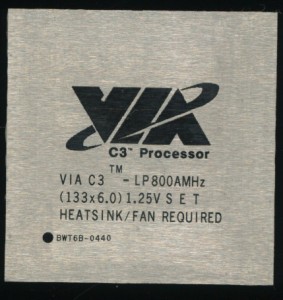 VIA
C3™ Processor
VIA C3™ - LP800AMHz
(133x6.0) 1.25V S E T
HEATSINK/FAN REQUIRED
BWT6B-0440